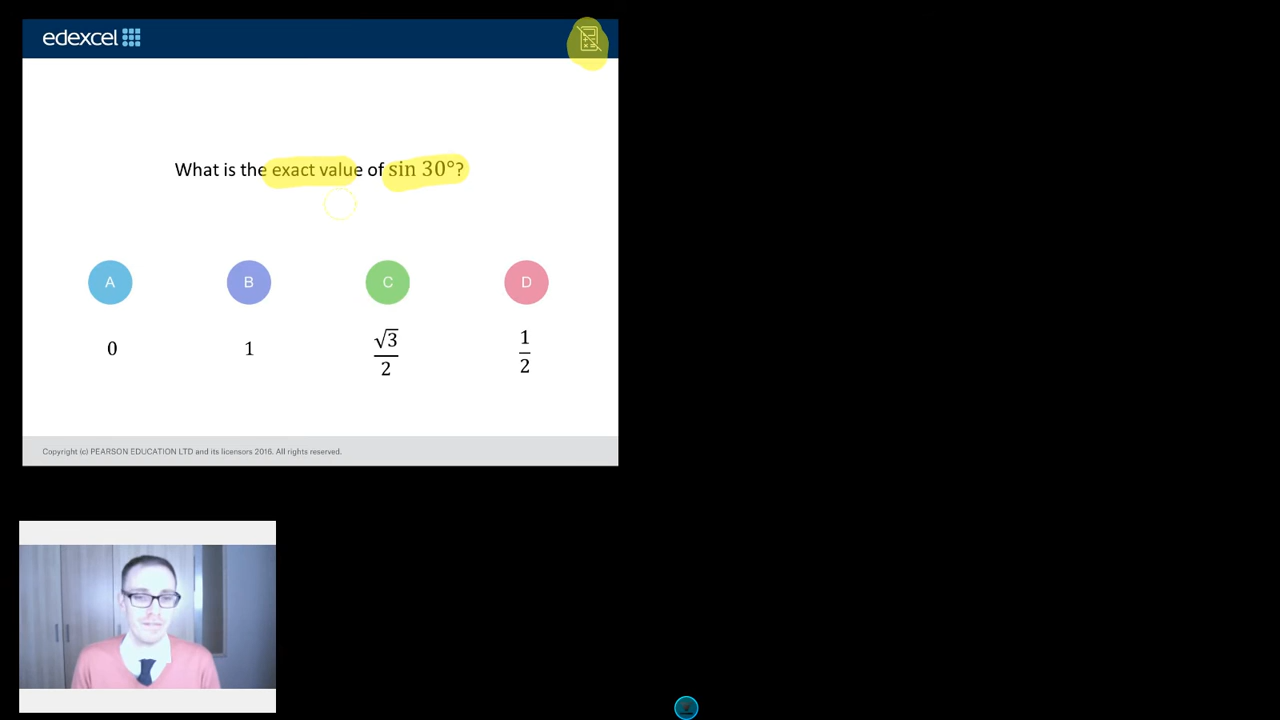 edexcel
What is the exact value of sin 30°?
A B C D
0 1 √3/2 1/2
Copyright (c) PEARSON EDUCATION LTD and its licensors 2016. All rights reserved.